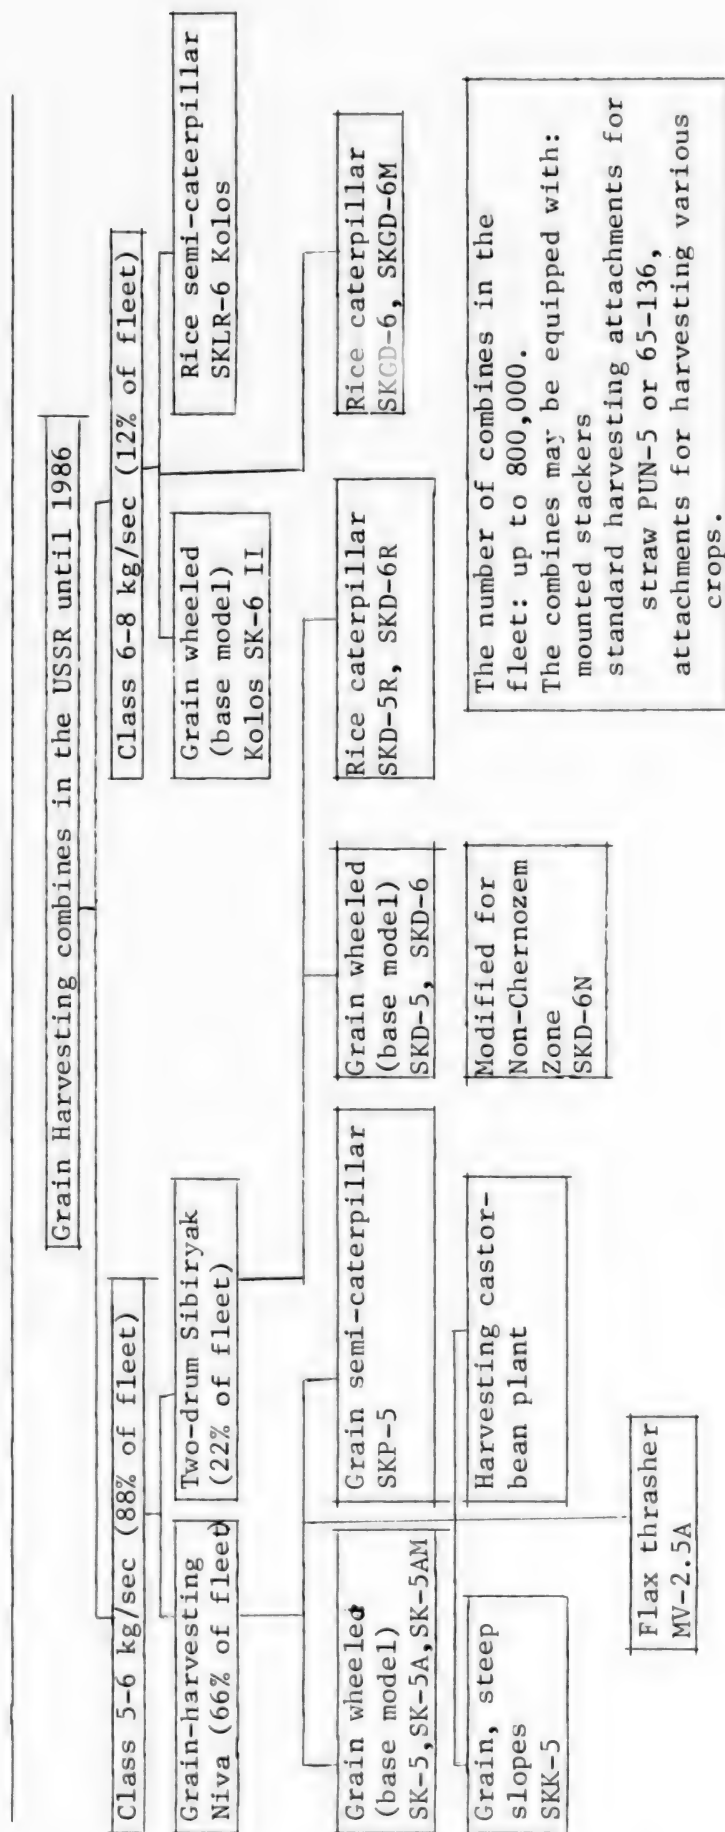 Grain Harvesting combines in the USSR until 1986
Class 5-6 kg/sec (88% of fleet)
Class 6-8 kg/sec (12% of fleet)
Grain-harvesting
Niva (66% of fleet)
Two-drum Sibiryak
(22% of fleet)
Grain wheeled
(base model)
Kolos SK-6 II
Rice semi-caterpillar
SKLR-6 Kolos
Grain wheeled
(base model)
SK-5,SK-5A,SK-5AM
Grain semi-caterpillar
SKP-5
Grain wheeled
(base model)
SKD-5, SKD-6
Rice caterpillar
SKD-5R, SKD-6R
Rice caterpillar
SKGD-6, SKGD-6M
Grain, steep
slopes
SKK-5
Harvesting castor-
bean plant
Modified for
Non-Chernozem
Zone
SKD-6N
The number of combines in the
fleet: up to 800,000.
The combines may be equipped with:
mounted stackers
standard harvesting attachments for
straw PUN-5 or 65-136,
attachments for harvesting various
crops.
Flax thrasher
MV-2.5A